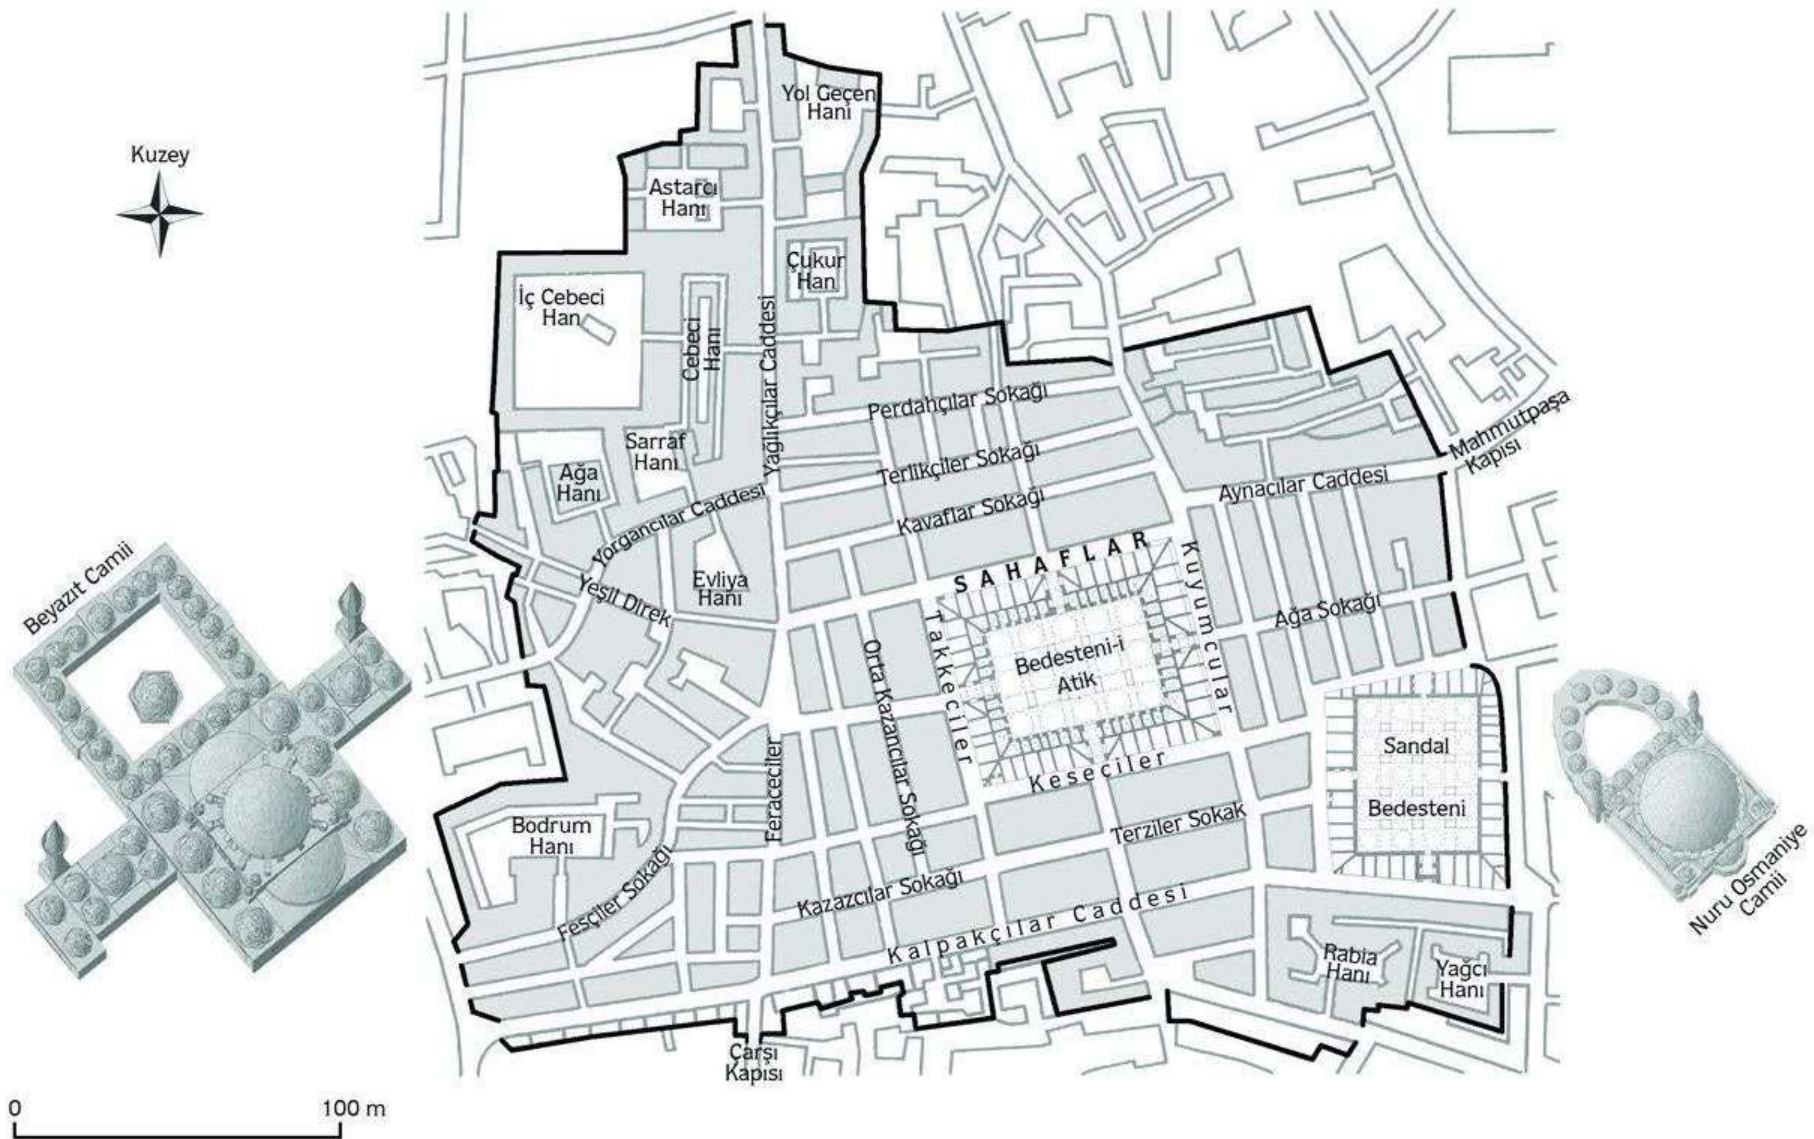 Yol Geçen
Hanı
Kuzey
Astarcı
Hanı
Çukur
Han
İç Cebeci
Han
Cebeci
Hanı
Yağlıkçılar Caddesi
Perdahçılar Sokağı
Mahmutpaşa
Kapısı
Sarraf
Hanı
Terlikçiler Sokağı
Ağa
Hanı
Aynacılar Caddesi
Yorgancılar Caddesi
Kavaflar Sokağı
SAHAFLAR
Kuyumcular
Beyazıt Camii
Yeşil Direk
Evliya
Hanı
Ağa Sokağı
Takkeciler
Bedesteni-i
Atik
Orta Kazancılar Sokağı
Sandal
Bedesteni
Keseciler
Feraceciler
Bodrum
Hanı
Terziler Sokak
Fesçiler Sokağı
Kazazcılar Sokağı
Kalpakçılar Caddesi
Nuru Osmaniye
Camii
Rabia
Hanı
Yağcı
Hanı
Çarşı
Kapısı
0 100 m